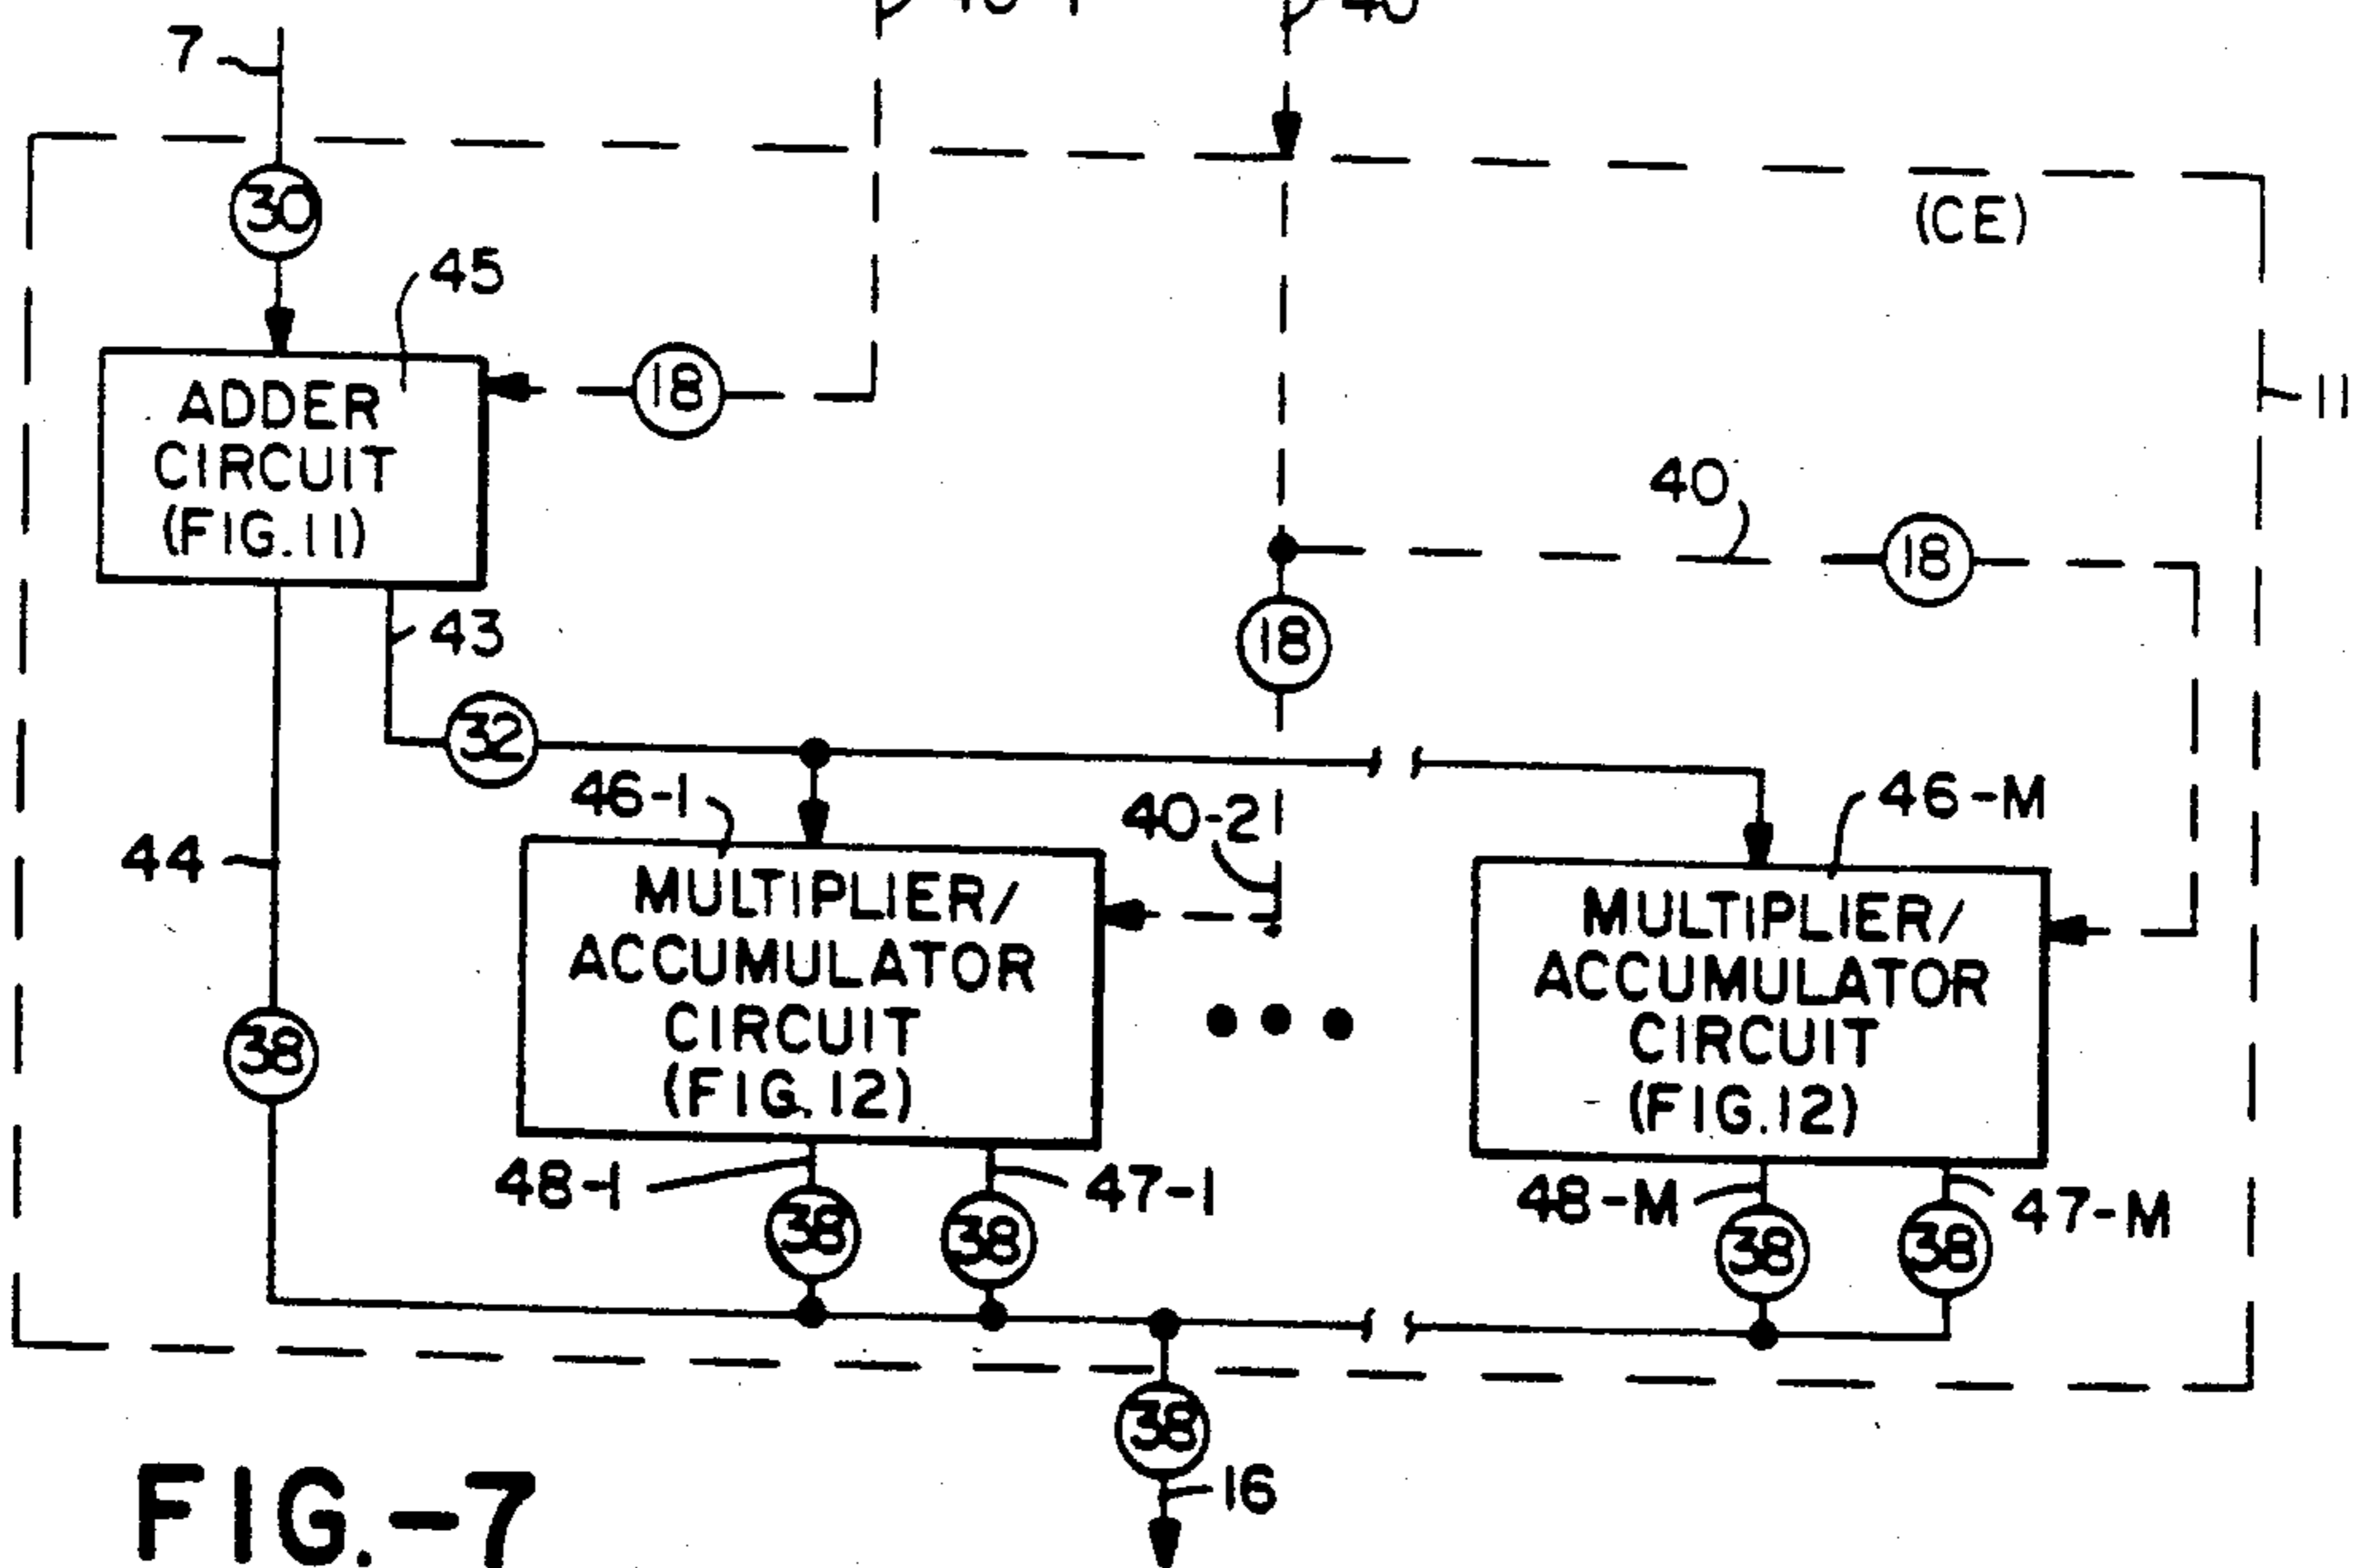 7
30
(CE)
45
ADDER
CIRCUIT
(FIG. 11)
18
11
40
18
18
43
32
46-1
40-2
46-M
44
MULTIPLIER/
ACCUMULATOR
CIRCUIT
(FIG. 12)
MULTIPLIER/
ACCUMULATOR
CIRCUIT
(FIG. 12)
38
48-1
47-1
48-M
47-M
38
38
38
38
38
16
FIG.-7